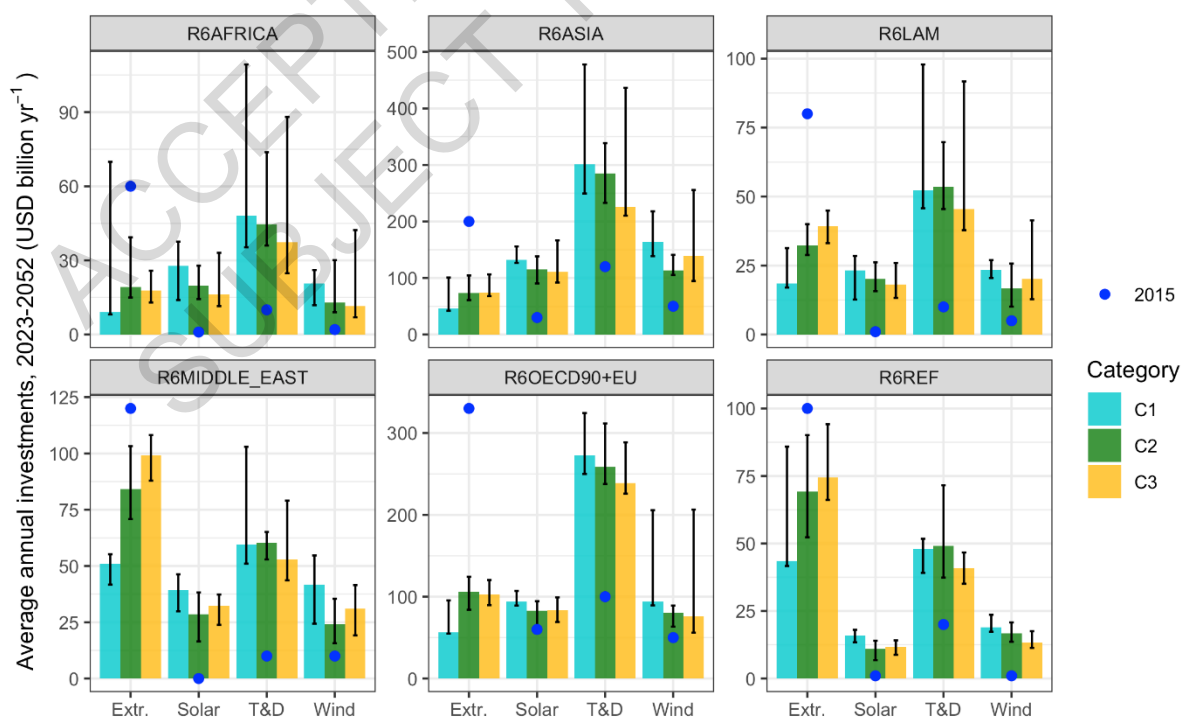 ACCEPT
SUBJECT T
Average annual investments, 2023-2052 (USD billion yr⁻¹ )
R6AFRICA
90
60
30
0
R6ASIA
500
400
300
200
100
0
R6LAM
100
75
50
25
0
R6MIDDLE_EAST
125
100
75
50
25
0
Extr. Solar T&D Wind
R6OECD90+EU
300
200
100
0
Extr. Solar T&D Wind
R6REF
100
75
50
25
0
Extr. Solar T&D Wind
2015
Category
C1
C2
C3